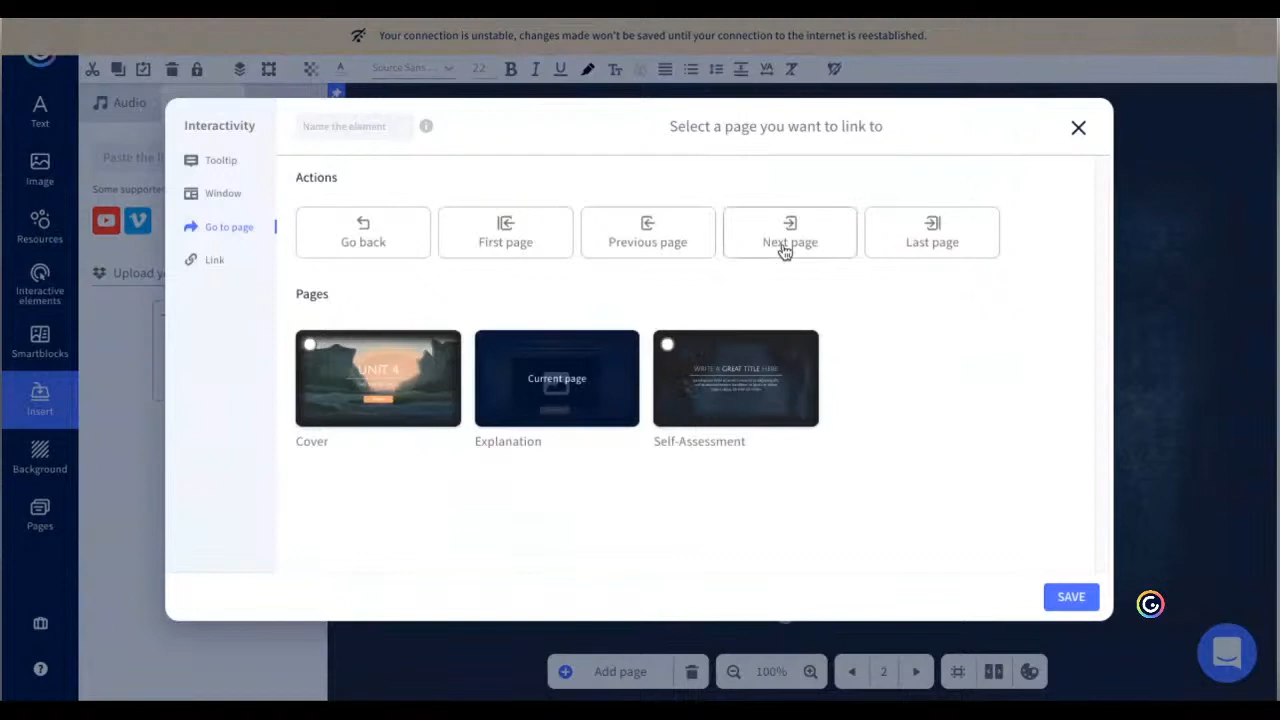 Your connection is unstable, changes made won't be saved until your connection to the internet is reestablished.
Source Sans ... 22
Audio
Text
Image
Resources
Interactive
elements
Smartblocks
Insert
Background
Pages
Paste the li
Some supporte
Upload y
Interactivity
Tooltip
Window
Go to page
Link
Name the element
Select a page you want to link to
Actions
Go back
First page
Previous page
Next page
Last page
Pages
UNIT 4
Current page
WRITE A GREAT TITLE HERE
Cover
Explanation
Self-Assessment
SAVE
Add page
100%
2